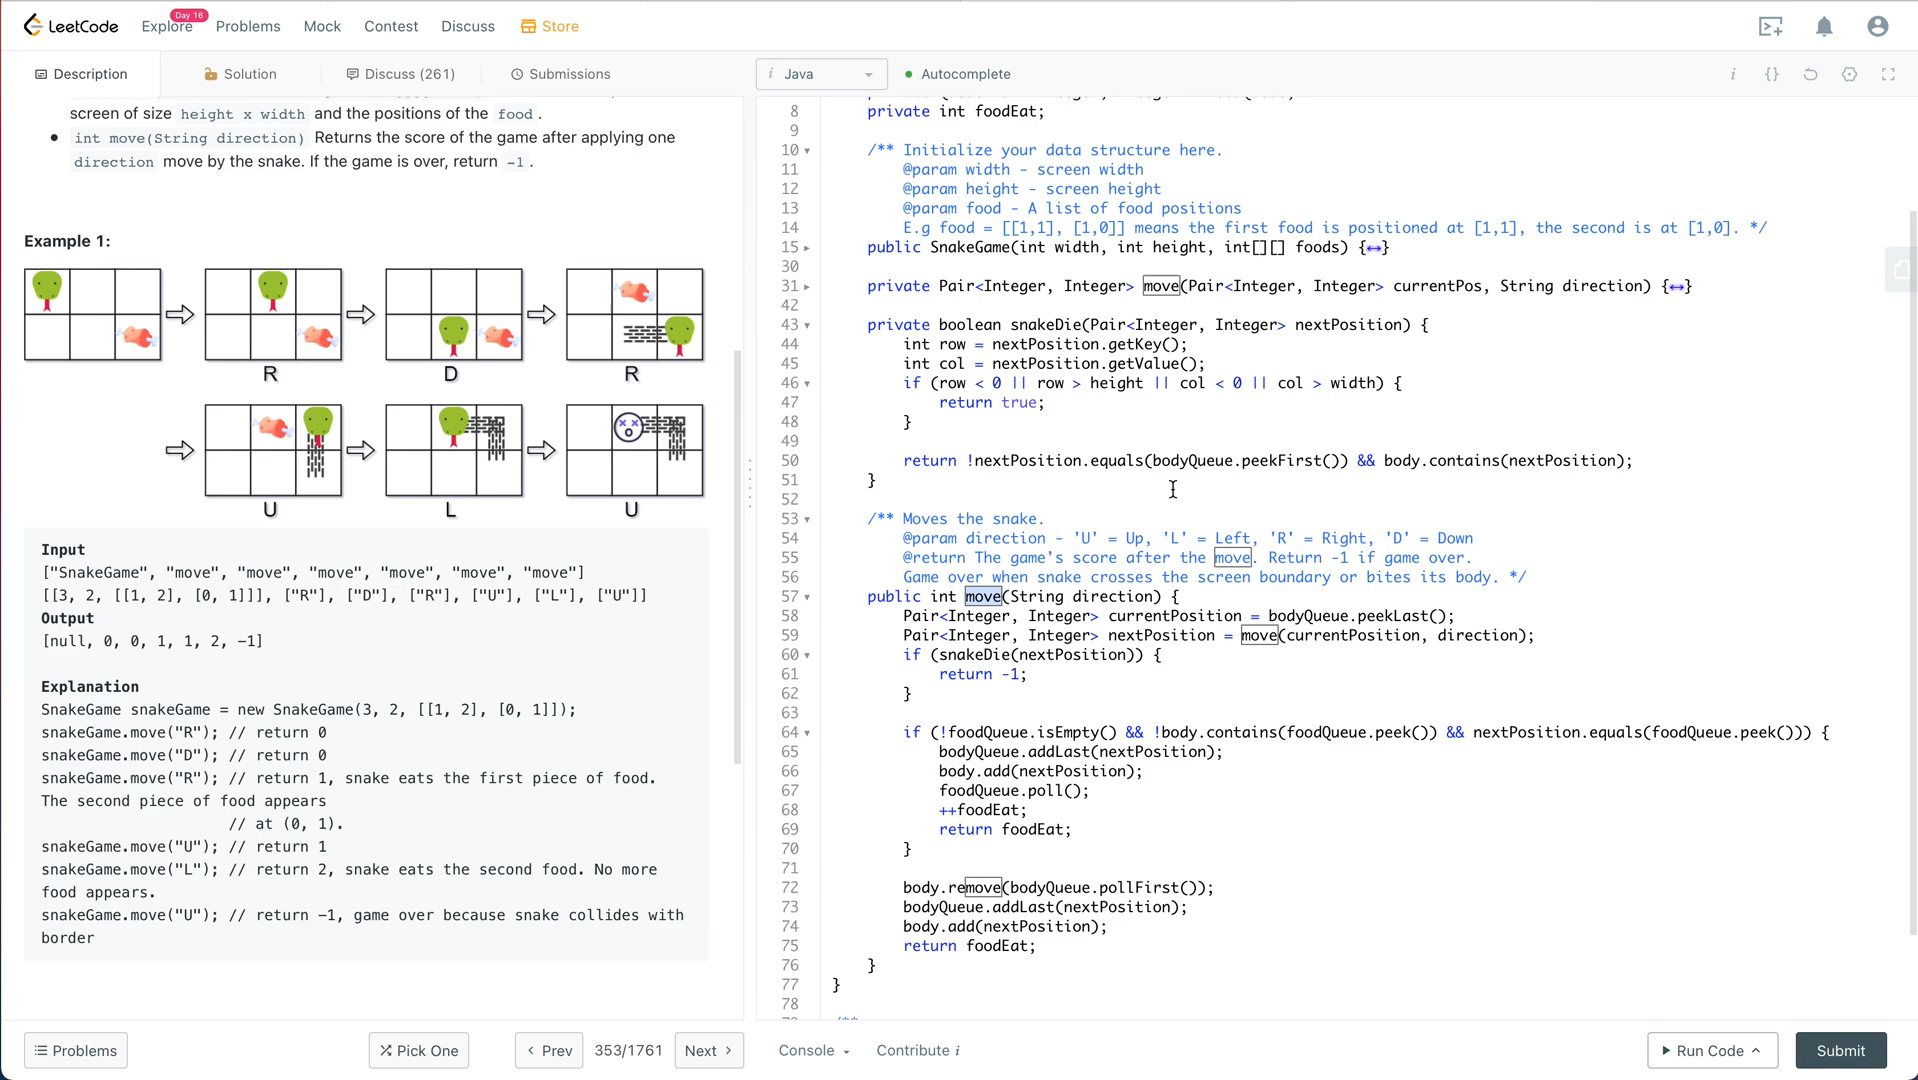 LeetCode
Explore
Day 16
Problems
Mock
Contest
Discuss
Store
Description
Solution
Discuss (261)
Submissions
i Java
Autocomplete
screen of size height x width and the positions of the food .
int move(String direction) Returns the score of the game after applying one
direction move by the snake. If the game is over, return -1 .
Example 1:
R
D
R
U
L
U
Input
["SnakeGame", "move", "move", "move", "move", "move", "move"]
[[3, 2, [[1, 2], [0, 1]]], ["R"], ["D"], ["R"], ["U"], ["L"], ["U"]]
Output
[null, 0, 0, 1, 1, 2, -1]
Explanation
SnakeGame snakeGame = new SnakeGame(3, 2, [[1, 2], [0, 1]]);
snakeGame.move("R"); // return 0
snakeGame.move("D"); // return 0
snakeGame.move("R"); // return 1, snake eats the first piece of food.
The second piece of food appears
// at (0, 1).
snakeGame.move("U"); // return 1
snakeGame.move("L"); // return 2, snake eats the second food. No more
food appears.
snakeGame.move("U"); // return -1, game over because snake collides with
border
8 private int foodEat;
9
10 /** Initialize your data structure here.
11 @param width - screen width
12 @param height - screen height
13 @param food - A list of food positions
14 E.g food = [[1,1], [1,0]] means the first food is positioned at [1,1], the second is at [1,0]. */
15 public SnakeGame(int width, int height, int[][] foods) {↔}
30
31 private Pair<Integer, Integer> move(Pair<Integer, Integer> currentPos, String direction) {↔}
42
43 private boolean snakeDie(Pair<Integer, Integer> nextPosition) {
44 int row = nextPosition.getKey();
45 int col = nextPosition.getValue();
46 if (row < 0 || row > height || col < 0 || col > width) {
47 return true;
48 }
49
50 return !nextPosition.equals(bodyQueue.peekFirst()) && body.contains(nextPosition);
51 }
52
53 /** Moves the snake.
54 @param direction - 'U' = Up, 'L' = Left, 'R' = Right, 'D' = Down
55 @return The game's score after the move. Return -1 if game over.
56 Game over when snake crosses the screen boundary or bites its body. */
57 public int move(String direction) {
58 Pair<Integer, Integer> currentPosition = bodyQueue.peekLast();
59 Pair<Integer, Integer> nextPosition = move(currentPosition, direction);
60 if (snakeDie(nextPosition)) {
61 return -1;
62 }
63
64 if (!foodQueue.isEmpty() && !body.contains(foodQueue.peek()) && nextPosition.equals(foodQueue.peek())) {
65 bodyQueue.addLast(nextPosition);
66 body.add(nextPosition);
67 foodQueue.poll();
68 ++foodEat;
69 return foodEat;
70 }
71
72 body.remove(bodyQueue.pollFirst());
73 bodyQueue.addLast(nextPosition);
74 body.add(nextPosition);
75 return foodEat;
76 }
77 }
78
Problems
Pick One
Prev
353/1761
Next
Console
Contribute i
Run Code
Submit